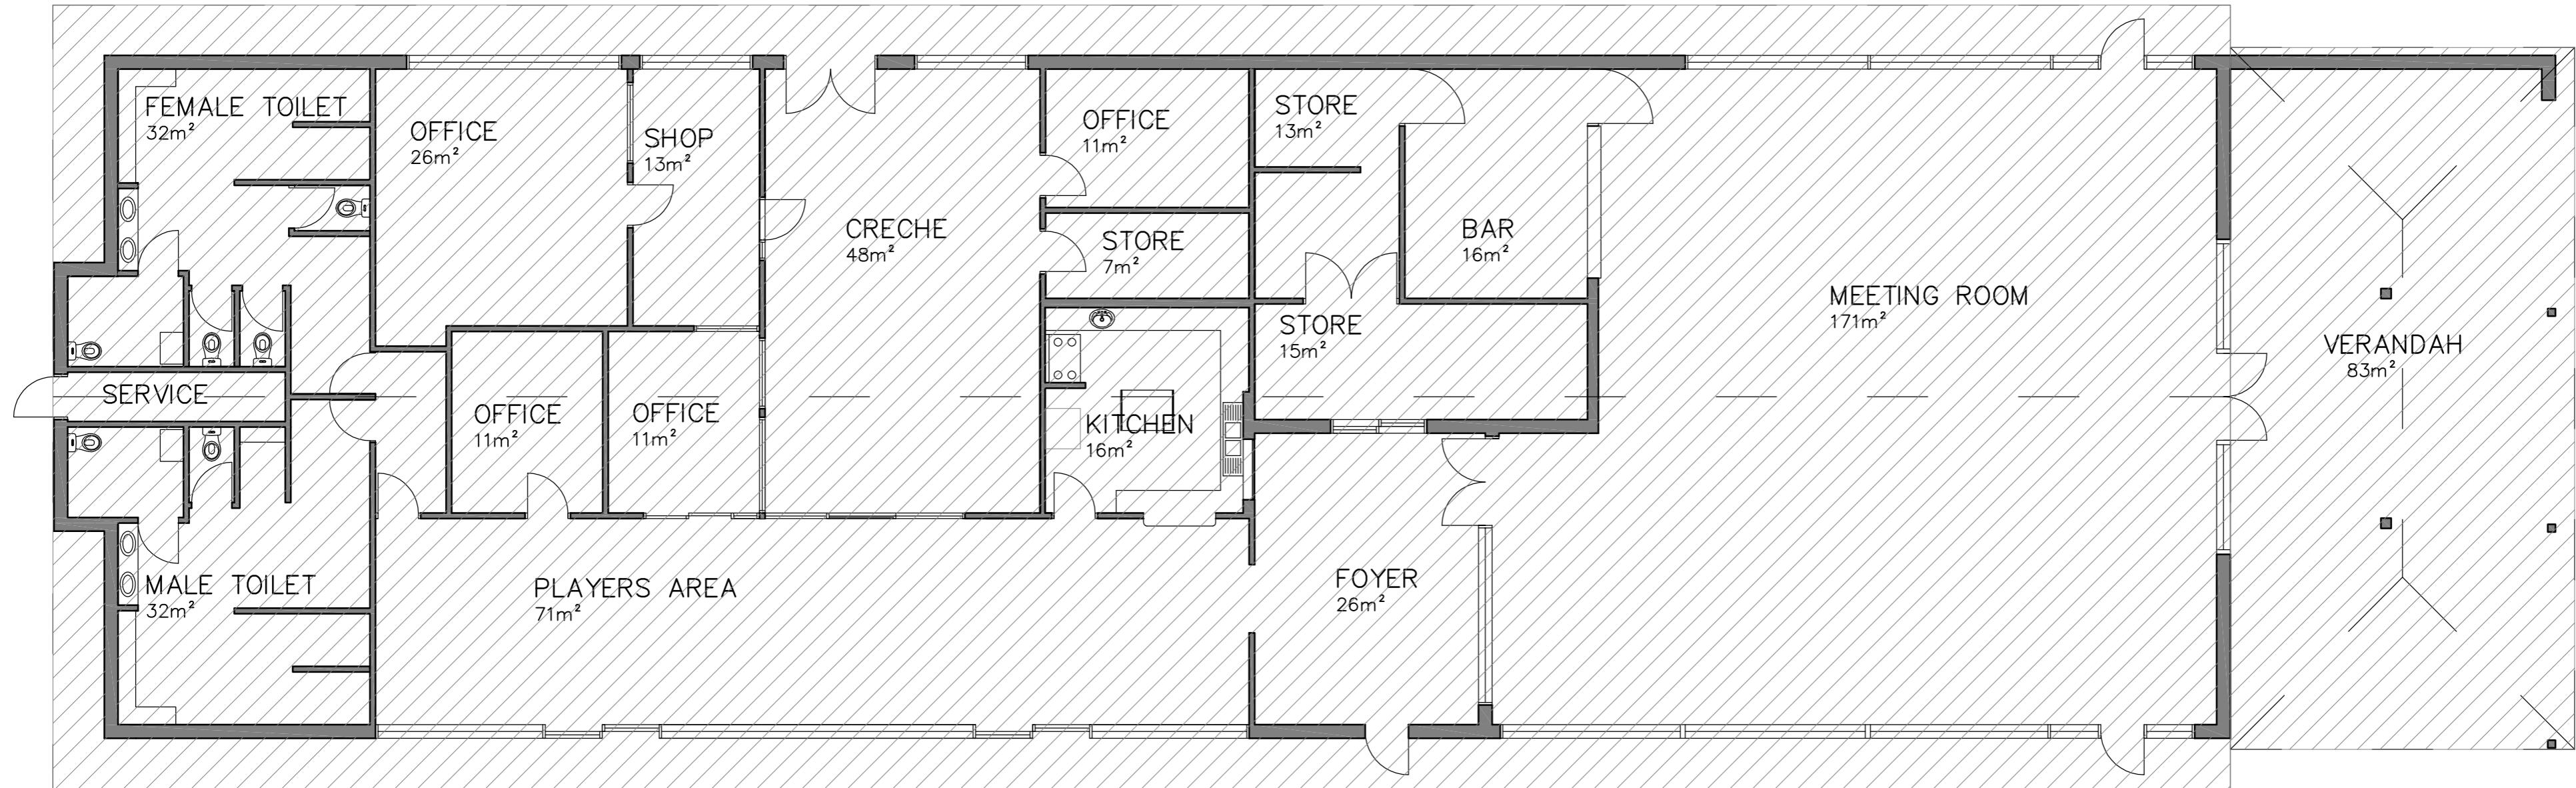 FEMALE TOILET
32m²
OFFICE
26m²
SHOP
13m²
CRECHE
48m²
OFFICE
11m²
STORE
7m²
STORE
13m²
BAR
16m²
STORE
15m²
MEETING ROOM
171m²
VERANDAH
83m²
SERVICE
OFFICE
11m²
OFFICE
11m²
KITCHEN
16m²
MALE TOILET
32m²
PLAYERS AREA
71m²
FOYER
26m²